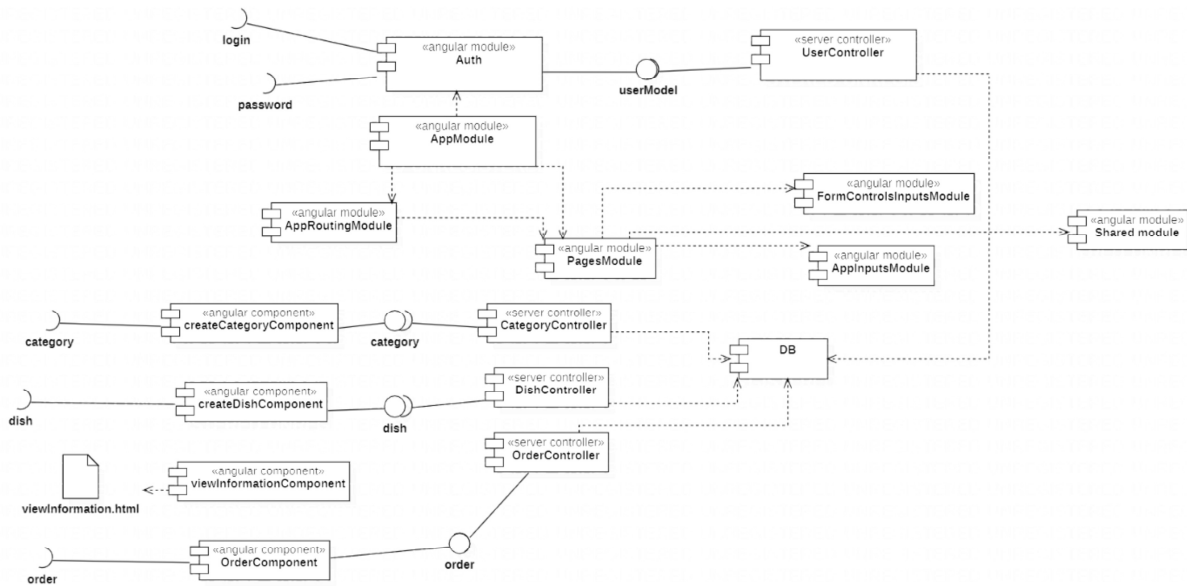 login
«angular module»
Auth
«server controller»
UserController
password
userModel
«angular module»
AppModule
«angular module»
FormControlsInputsModule
«angular module»
AppRoutingModule
«angular module»
Shared module
«angular module»
PagesModule
«angular module»
AppInputsModule
«angular component»
createCategoryComponent
«server controller»
CategoryController
category
category
DB
«angular component»
createDishComponent
«server controller»
DishController
dish
dish
«server controller»
OrderController
«angular component»
viewInformationComponent
viewInformation.html
«angular component»
OrderComponent
order
order